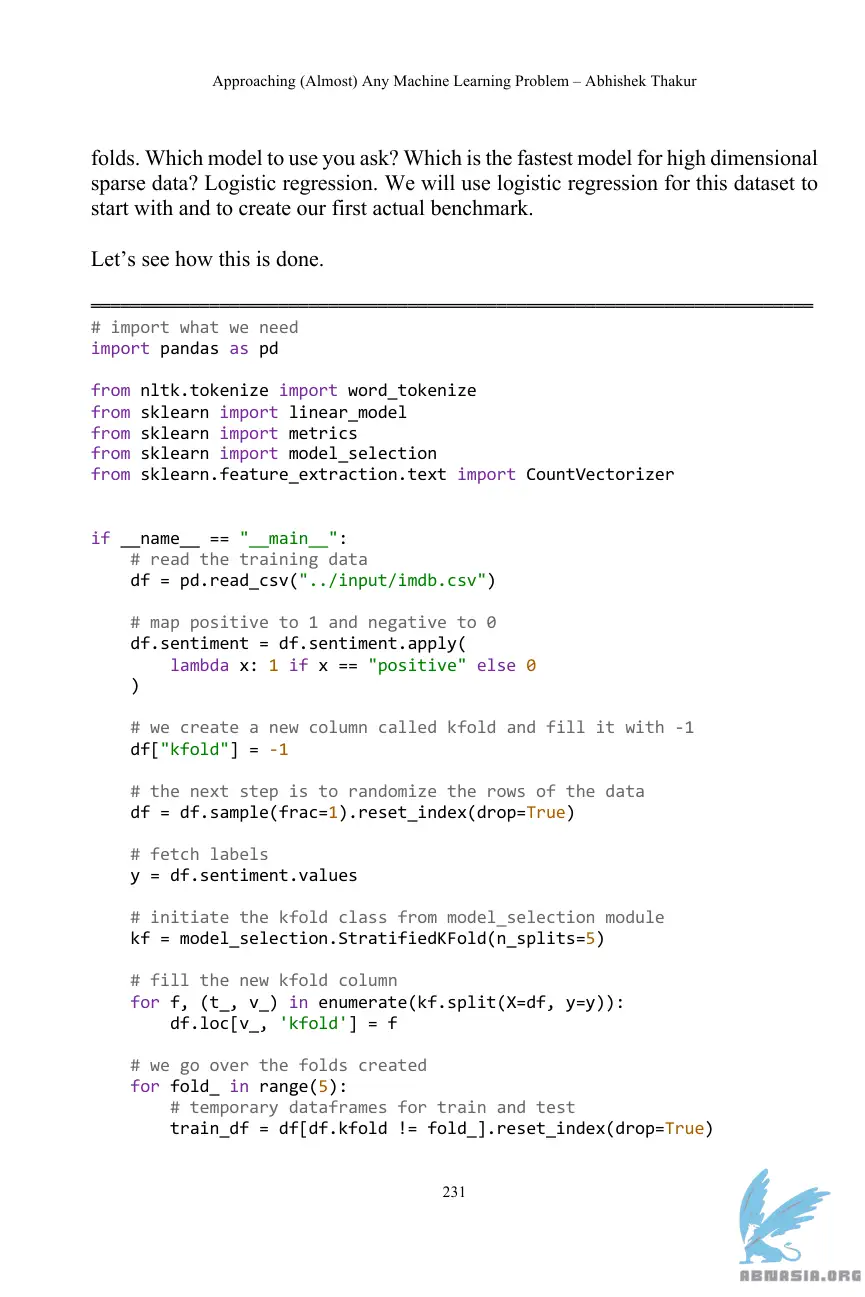 Approaching (Almost) Any Machine Learning Problem – Abhishek Thakur
folds. Which model to use you ask? Which is the fastest model for high dimensional
sparse data? Logistic regression. We will use logistic regression for this dataset to
start with and to create our first actual benchmark.
Let’s see how this is done.
# import what we need
import pandas as pd
from nltk.tokenize import word_tokenize
from sklearn import linear_model
from sklearn import metrics
from sklearn import model_selection
from sklearn.feature_extraction.text import CountVectorizer
if __name__ == "__main__":
    # read the training data
    df = pd.read_csv("../input/imdb.csv")
    # map positive to 1 and negative to 0
    df.sentiment = df.sentiment.apply(
        lambda x: 1 if x == "positive" else 0
    )
    # we create a new column called kfold and fill it with -1
    df["kfold"] = -1
    # the next step is to randomize the rows of the data
    df = df.sample(frac=1).reset_index(drop=True)
    # fetch labels
    y = df.sentiment.values
    # initiate the kfold class from model_selection module
    kf = model_selection.StratifiedKFold(n_splits=5)
    # fill the new kfold column
    for f, (t_, v_) in enumerate(kf.split(X=df, y=y)):
        df.loc[v_, 'kfold'] = f
    # we go over the folds created
    for fold_ in range(5):
        # temporary dataframes for train and test
        train_df = df[df.kfold != fold_].reset_index(drop=True)
231
ABNASIA.ORG